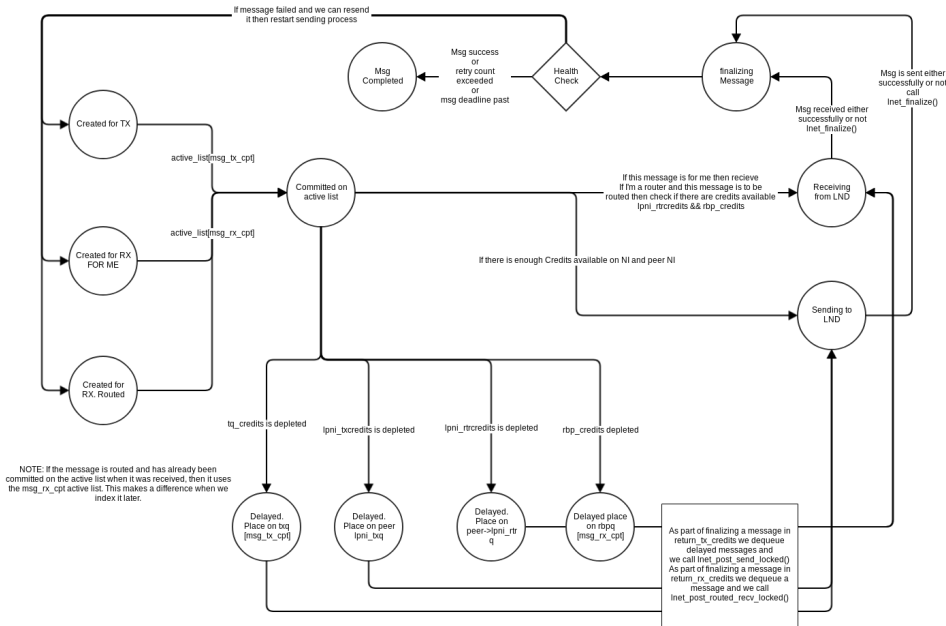 If message failed and we can resend
it then restart sending process
Msg
Completed
Msg success
or
retry count
exceeded
or
msg deadline past
Health
Check
finalizing
Message
Msg is sent either
successfully or not
call
lnet_finalize()
Msg received either
successfully or not
lnet_finalize()
Created for TX
active_list[msg_tx_cpt]
Committed on
active list
If this message is for me then recieve
If I'm a router and this message is to be
routed then check if there are credits available
lpni_rtrcredits && rbp_credits
Receiving
from LND
active_list[msg_rx_cpt]
Created for RX
FOR ME
If there is enough Credits available on NI and peer NI
Sending to
LND
Created for
RX. Routed
tq_credits is depleted
lpni_txcredits is depleted
lpni_rtrcredits is depleted
rbp_credits depleted
NOTE: If the message is routed and has already been
committed on the active list when it was received, then it uses
the msg_rx_cpt active list. This makes a difference when we
index it later.
Delayed.
Place on txq
[msg_tx_cpt]
Delayed.
Place on peer
lpni_txq
Delayed.
Place on
peer->lpni_rtr
q
Delayed place
on rbpq
[msg_rx_cpt]
As part of finalizing a message in
return_tx_credits we dequeue
delayed messages and
we call lnet_post_send_locked()
As part of finalizing a message in
return_rx_credits we dequeue a
message and we call
lnet_post_routed_recv_locked()